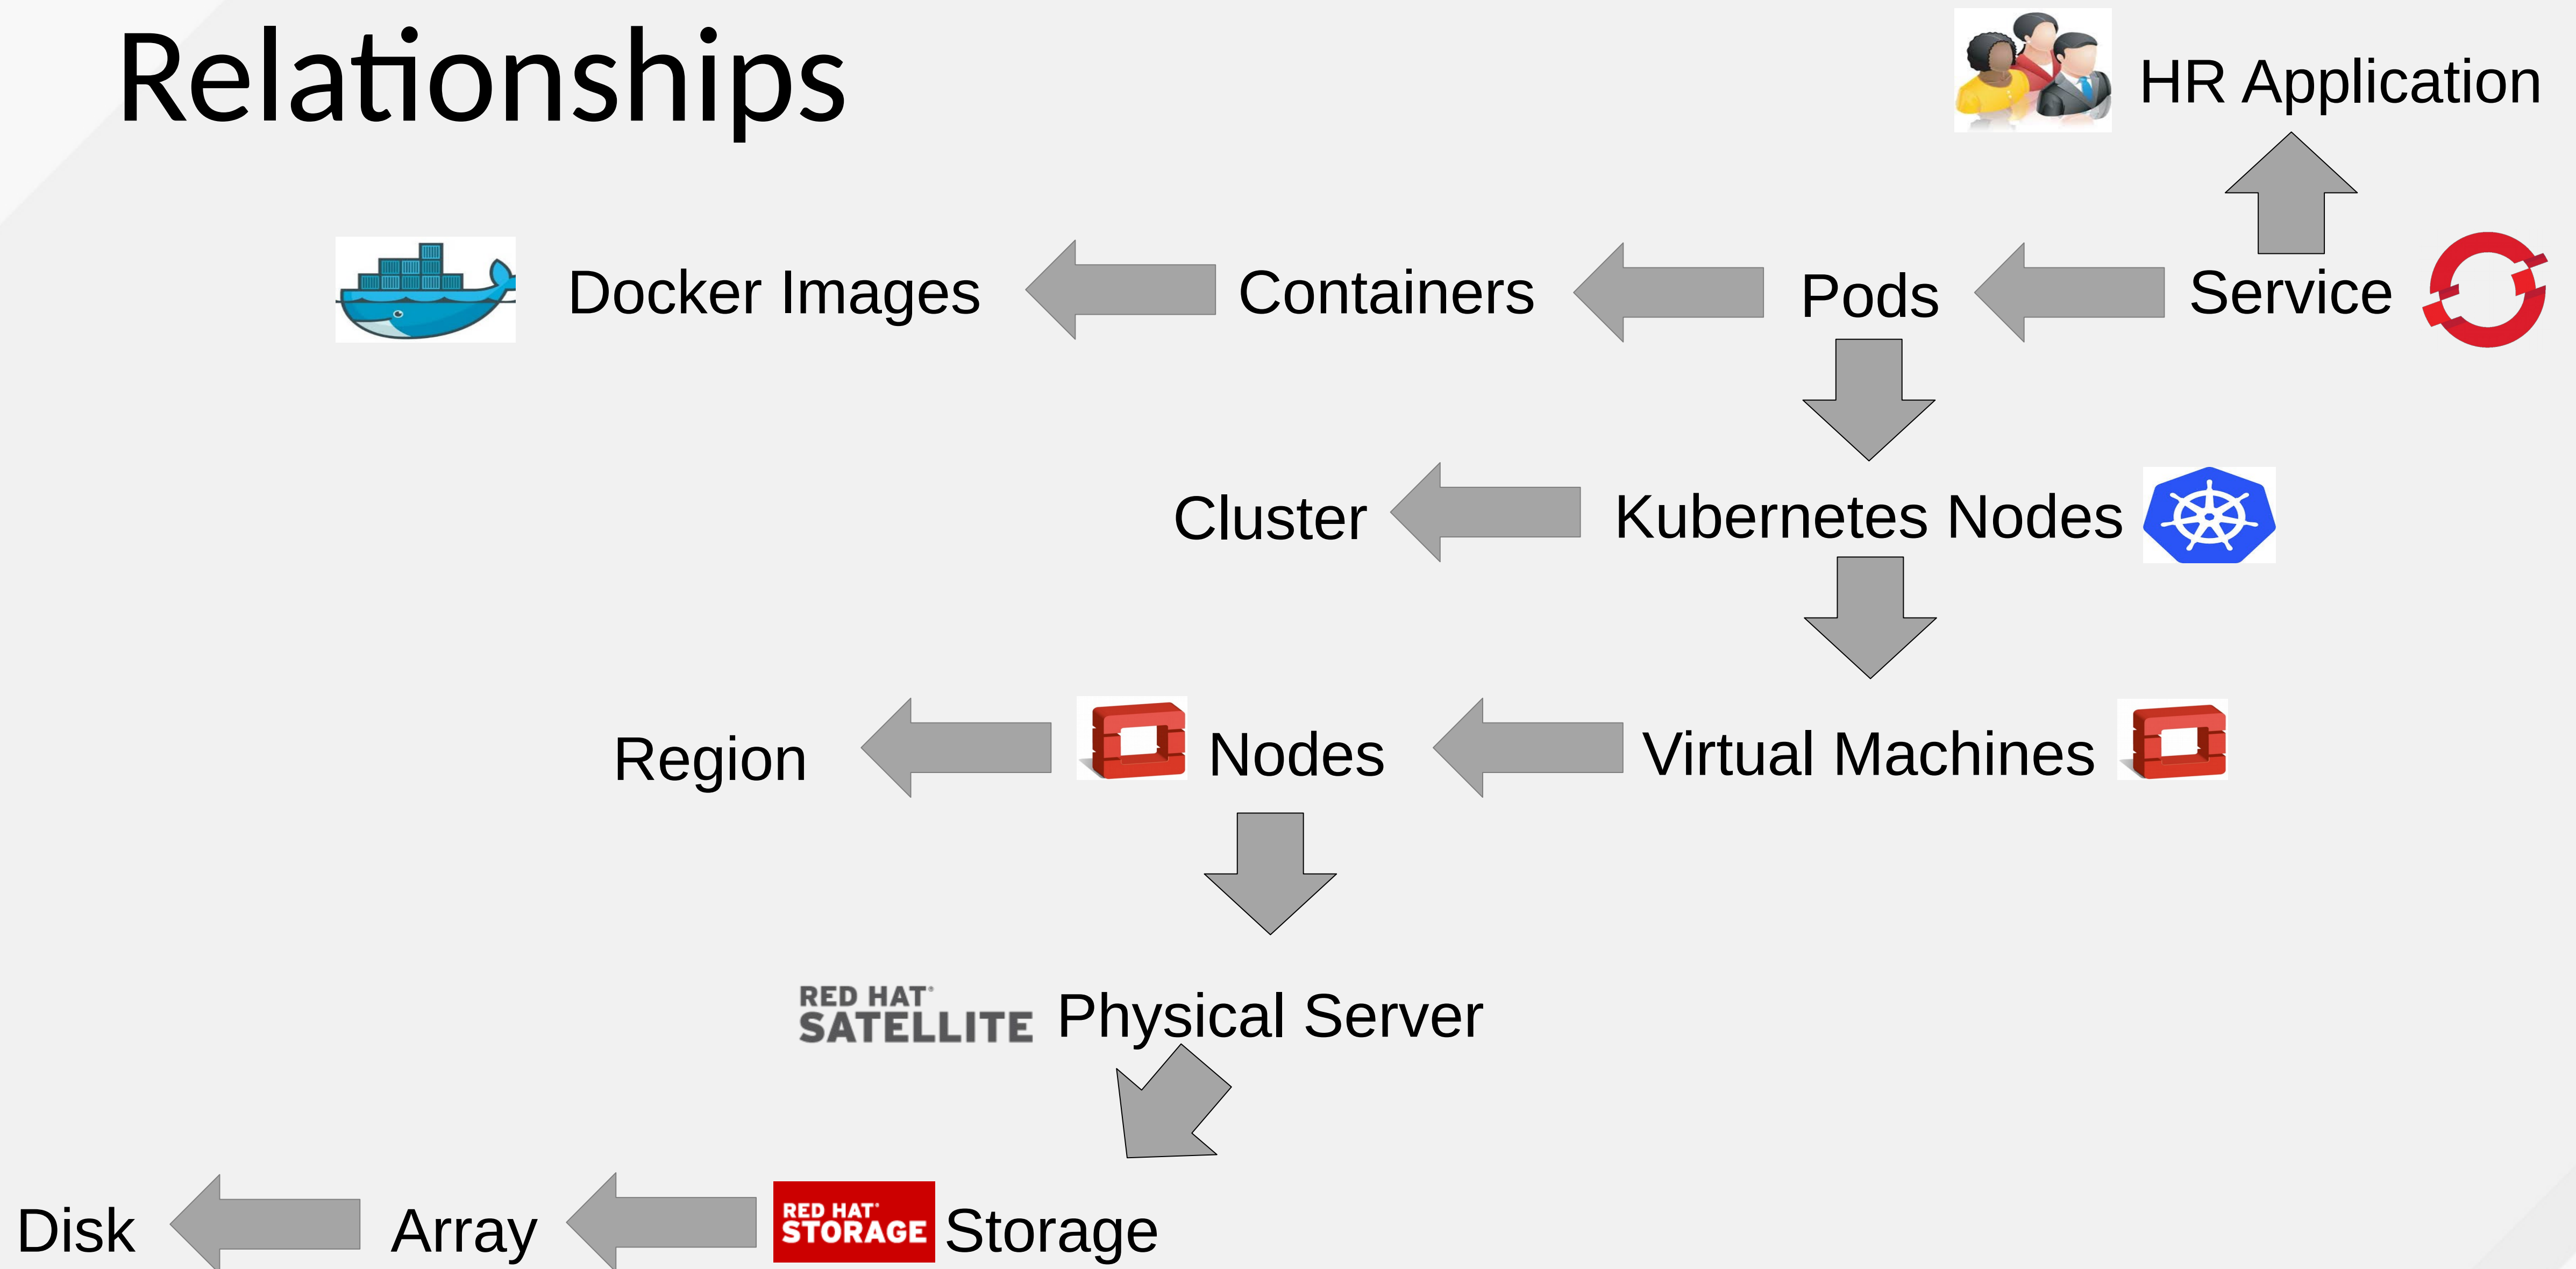 Relationships
HR Application
Docker Images
Containers
Pods
Service
Cluster
Kubernetes Nodes
Region
Nodes
Virtual Machines
RED HAT®
SATELLITE
Physical Server
Disk
Array
RED HAT®
STORAGE
Storage